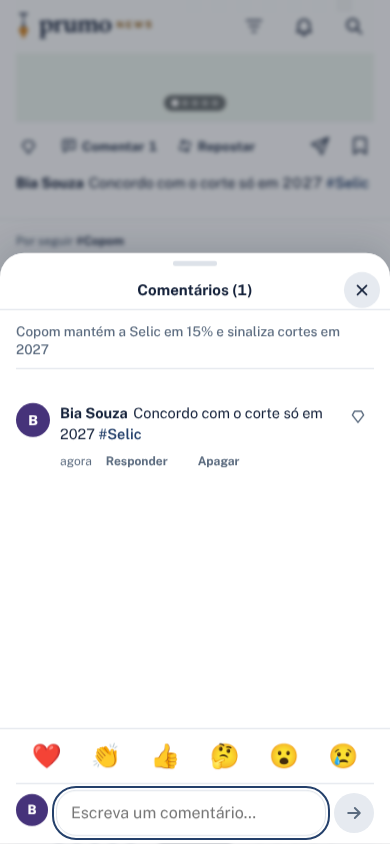 prumo NEWS
Comentar 1 Repostar
Bia Souza Concordo com o corte só em 2027 #Selic
Por seguir #Copom
Comentários (1)
Copom mantém a Selic em 15% e sinaliza cortes em
2027
B
Bia Souza Concordo com o corte só em
2027 #Selic
agora Responder Apagar
B
Escreva um comentário...